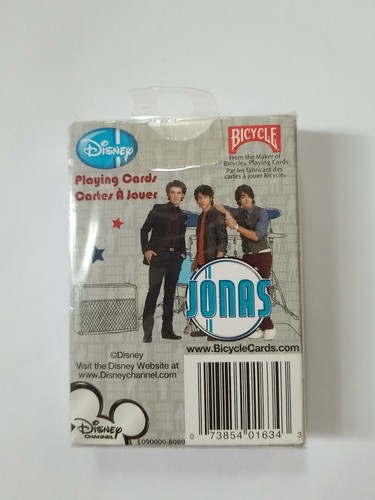 Disney
BICYCLE
From the Maker of
Bicycle® Playing Cards
Par les fabricant des
cartes à jouer Bicycle®
Playing Cards
Cartes À Jouer
JONAS
www.BicycleCards.com
©Disney
Visit the Disney Website at
www.Disneychannel.com
Disney
CHANNEL
L090000-8080
0 73854 01634 3